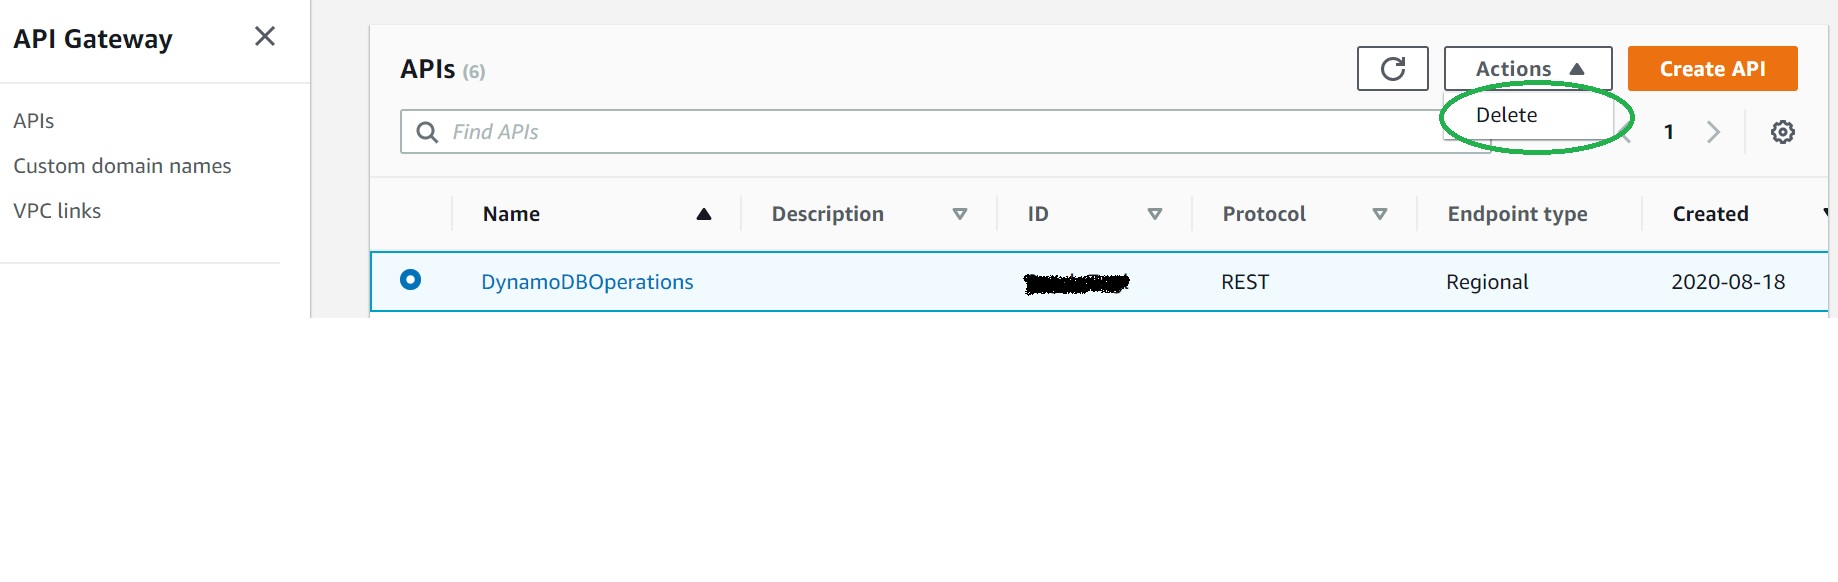 API Gateway
APIs
Custom domain names
VPC links
APIs (6)
Actions
Create API
Delete
Find APIs
1
Name Description ID Protocol Endpoint type Created
DynamoDBOperations REST Regional 2020-08-18